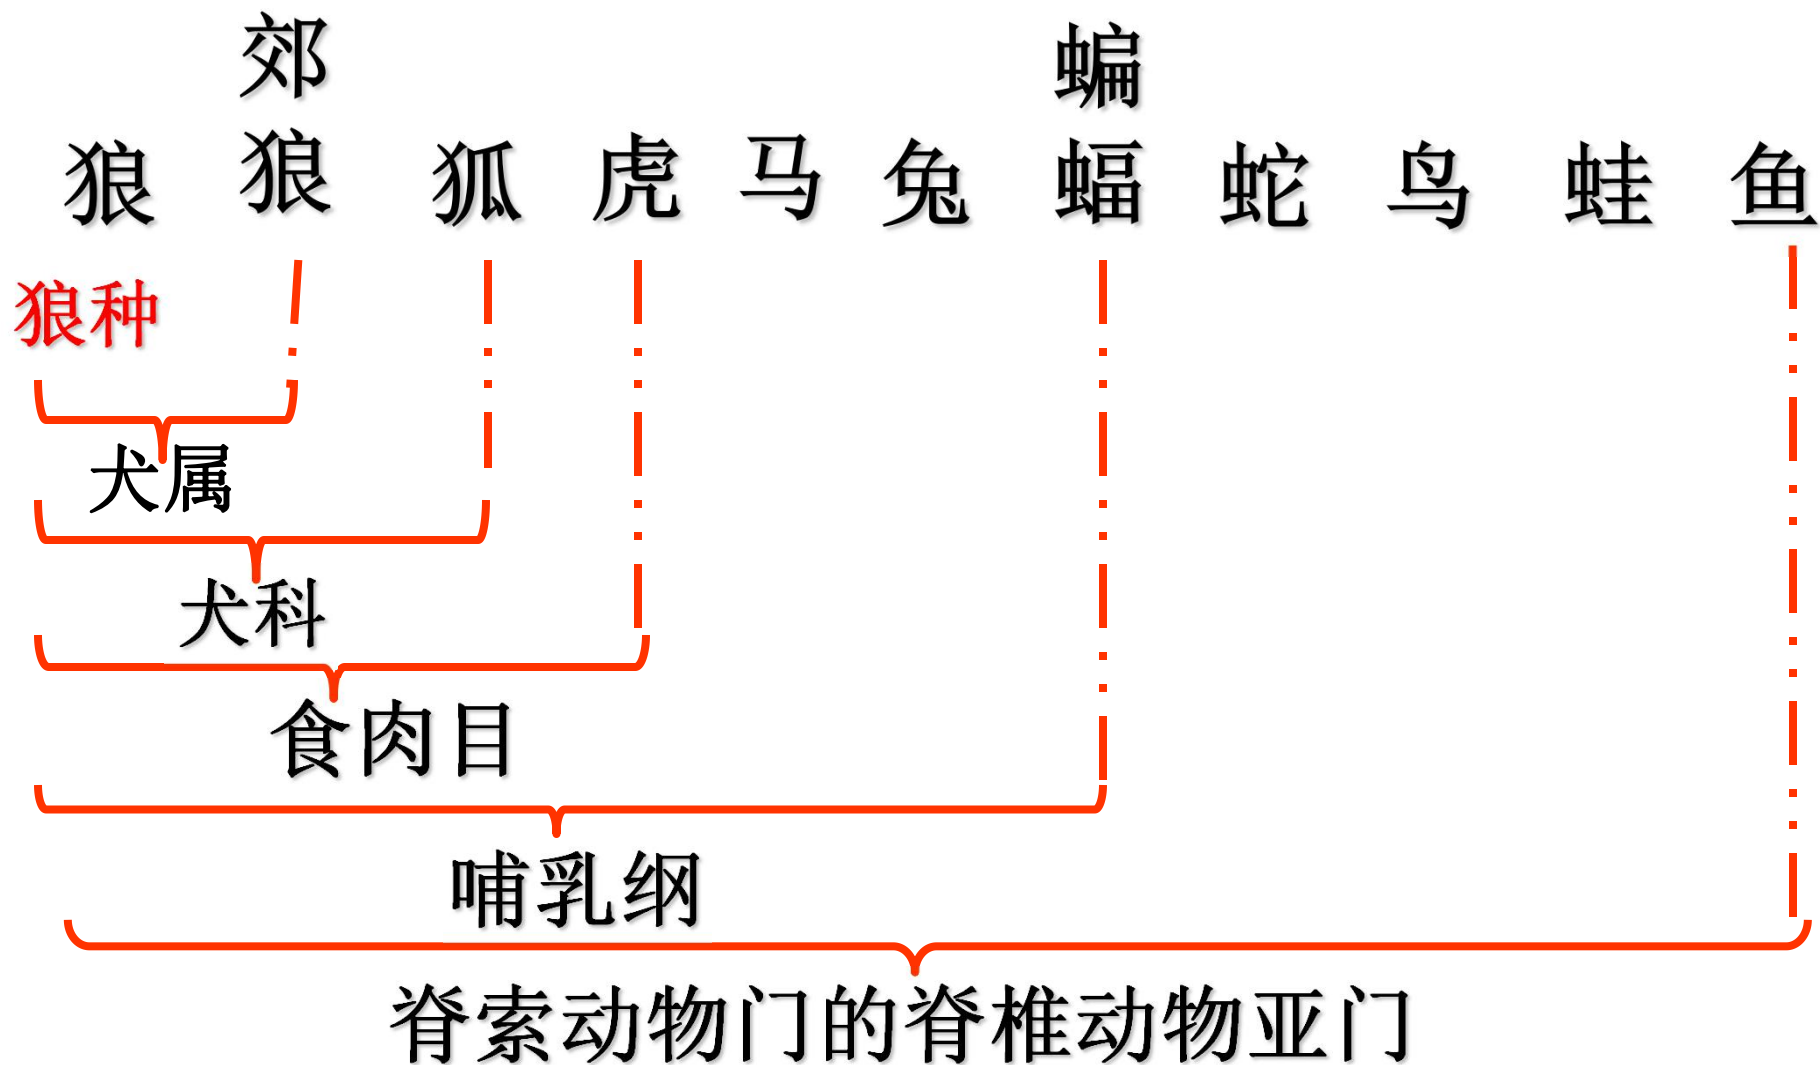 狼 郊狼 狐 虎 马 兔 蝙蝠 蛇 鸟 蛙 鱼
狼种
犬属
犬科
食肉目
哺乳纲
脊索动物门的脊椎动物亚门